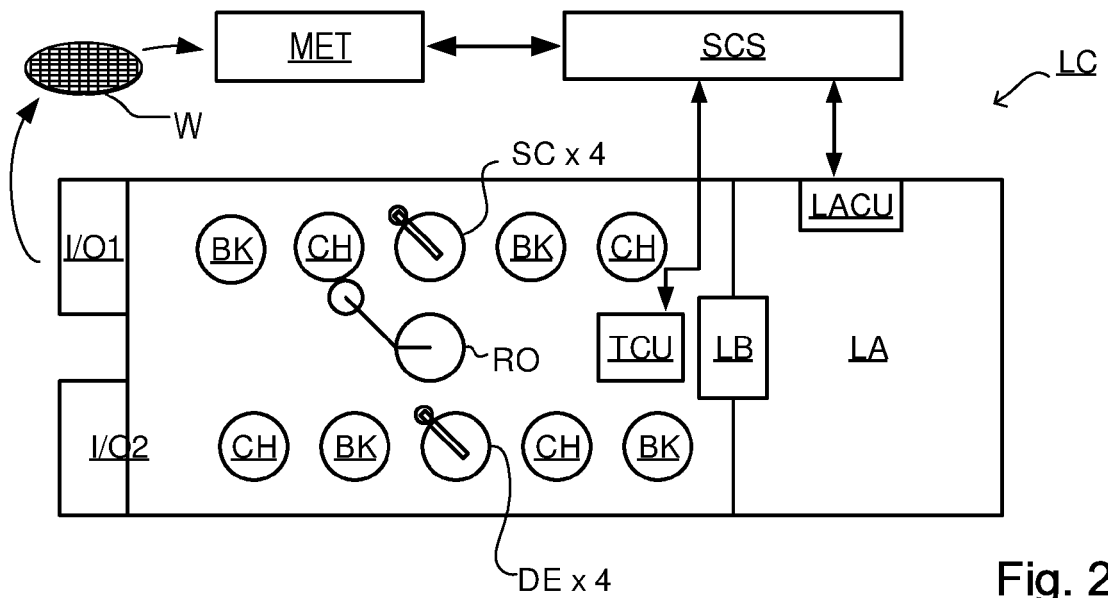 MET
SCS
LC
W
SC x 4
LACU
I/O1
BK
CH
BK
CH
RO
TCU
LB
LA
I/O2
CH
BK
CH
BK
DE x 4
Fig. 2